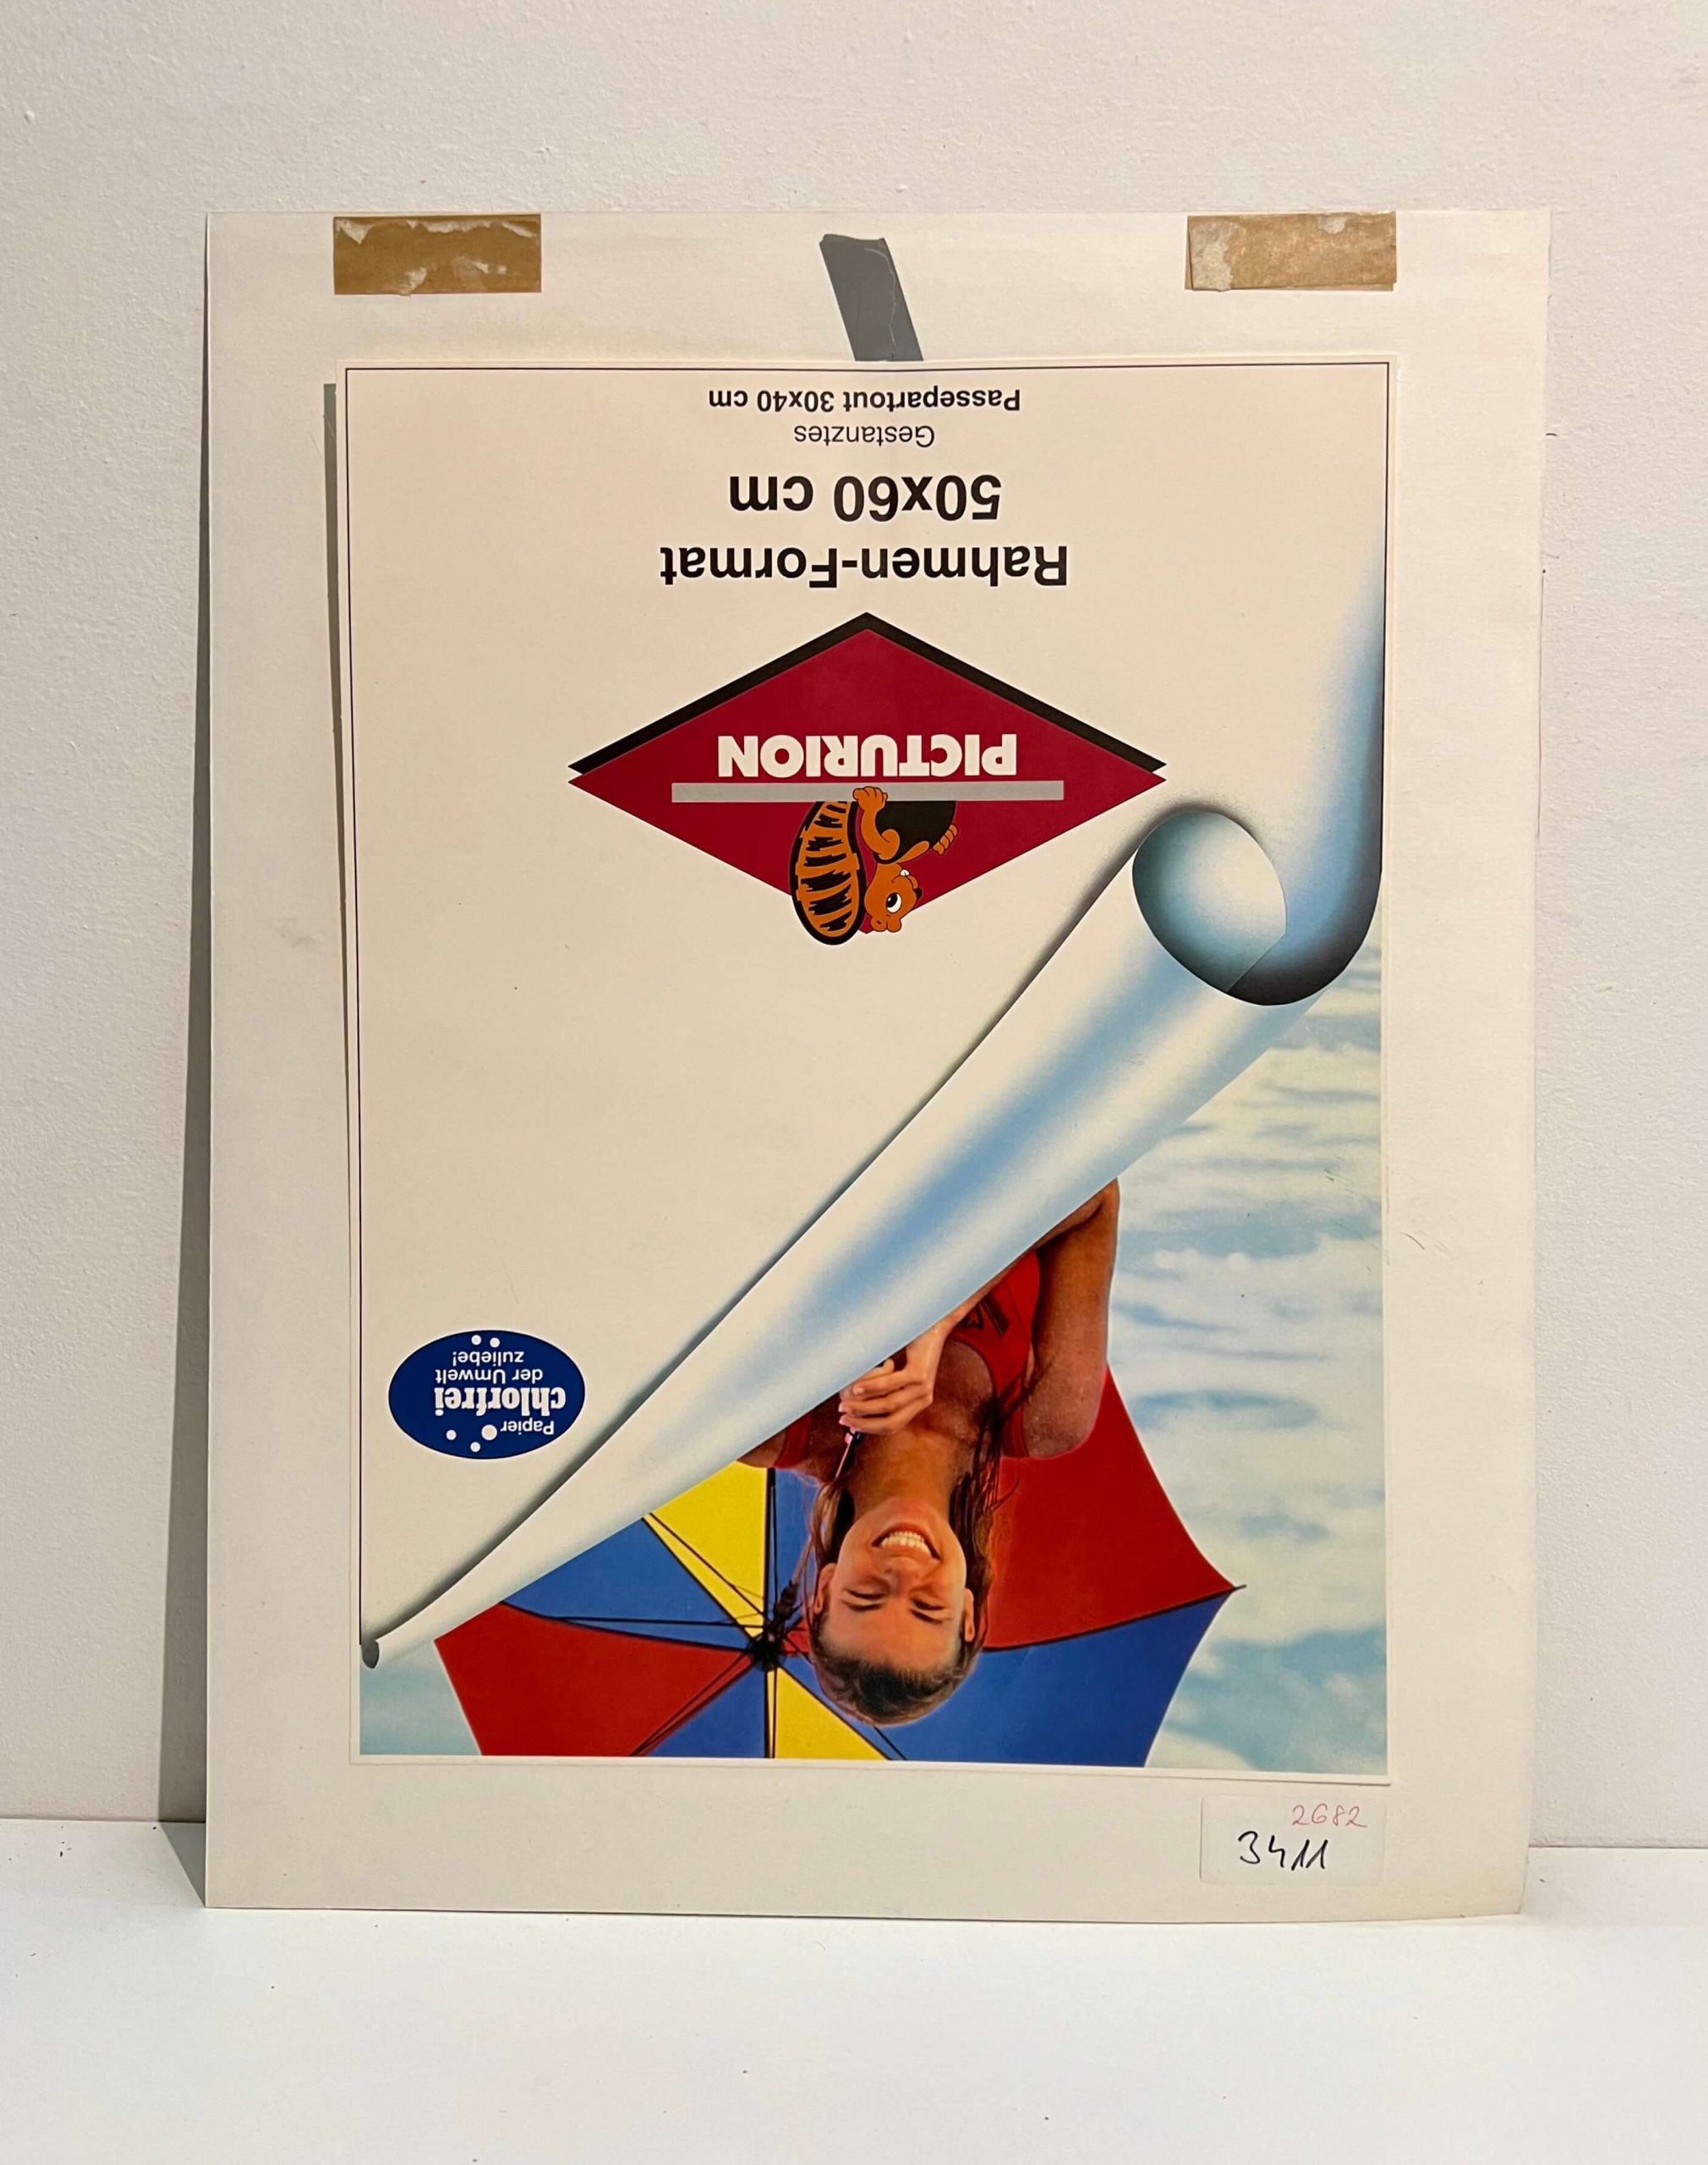 Papier
chlorfrei
der Umwelt
zuliebe!
PICTURION
Rahmen-Format
50x60 cm
Gestanztes
Passepartout 30x40 cm
2682
3411